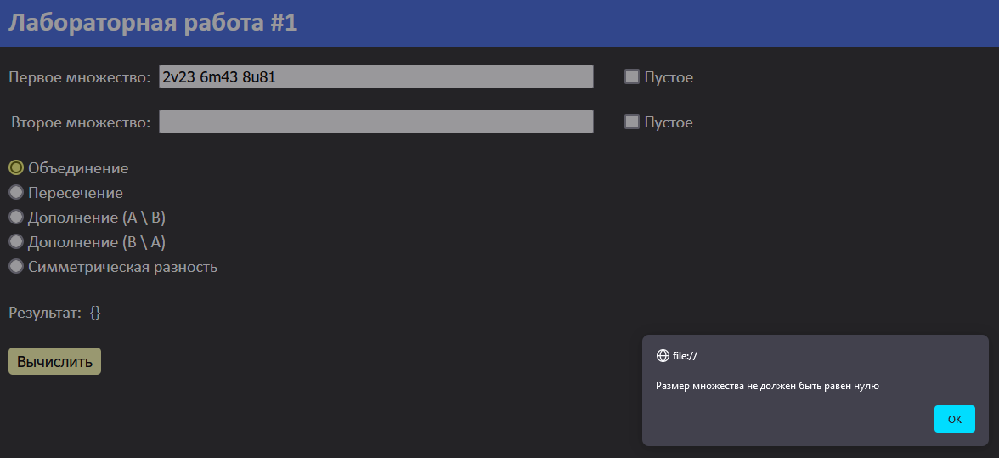 Лабораторная работа #1
Первое множество: 2v23 6m43 8u81 Пустое
Второе множество: Пустое
Объединение
Пересечение
Дополнение (A \ B)
Дополнение (B \ A)
Симметрическая разность
Результат: {}
Вычислить
file://
Размер множества не должен быть равен нулю
OK